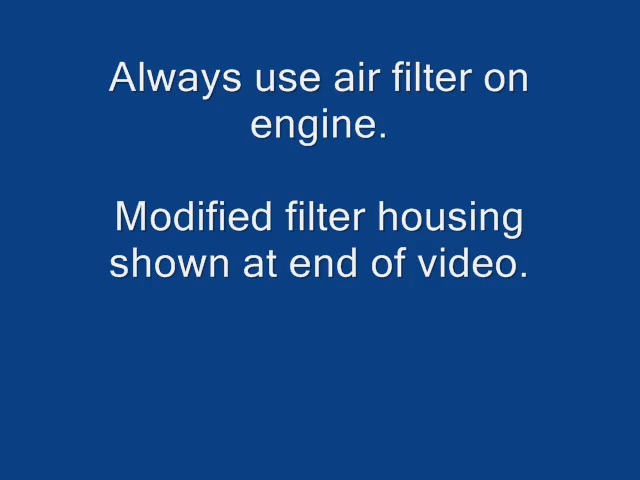 Always use air filter on
engine.
Modified filter housing
shown at end of video.